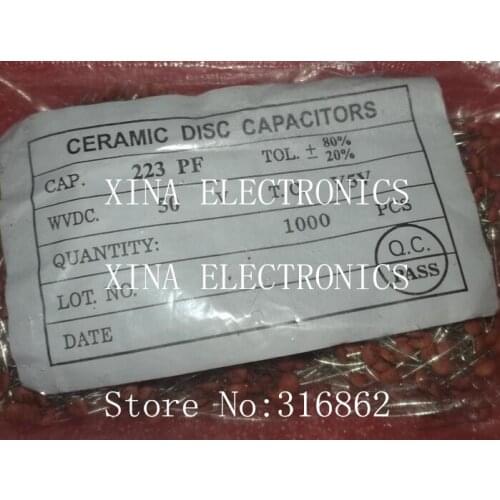 CERAMIC DISC CAPACITORS
CAP. 223 PF TOL. ± 80% 20%
XINA ELECTRONICS
WVDC. 50 V T.C Y5V
QUANTITY: 1000 PCS
XINA ELECTRONICS
LOT. NO.
Q.C.
PASS
DATE
Store No:316862